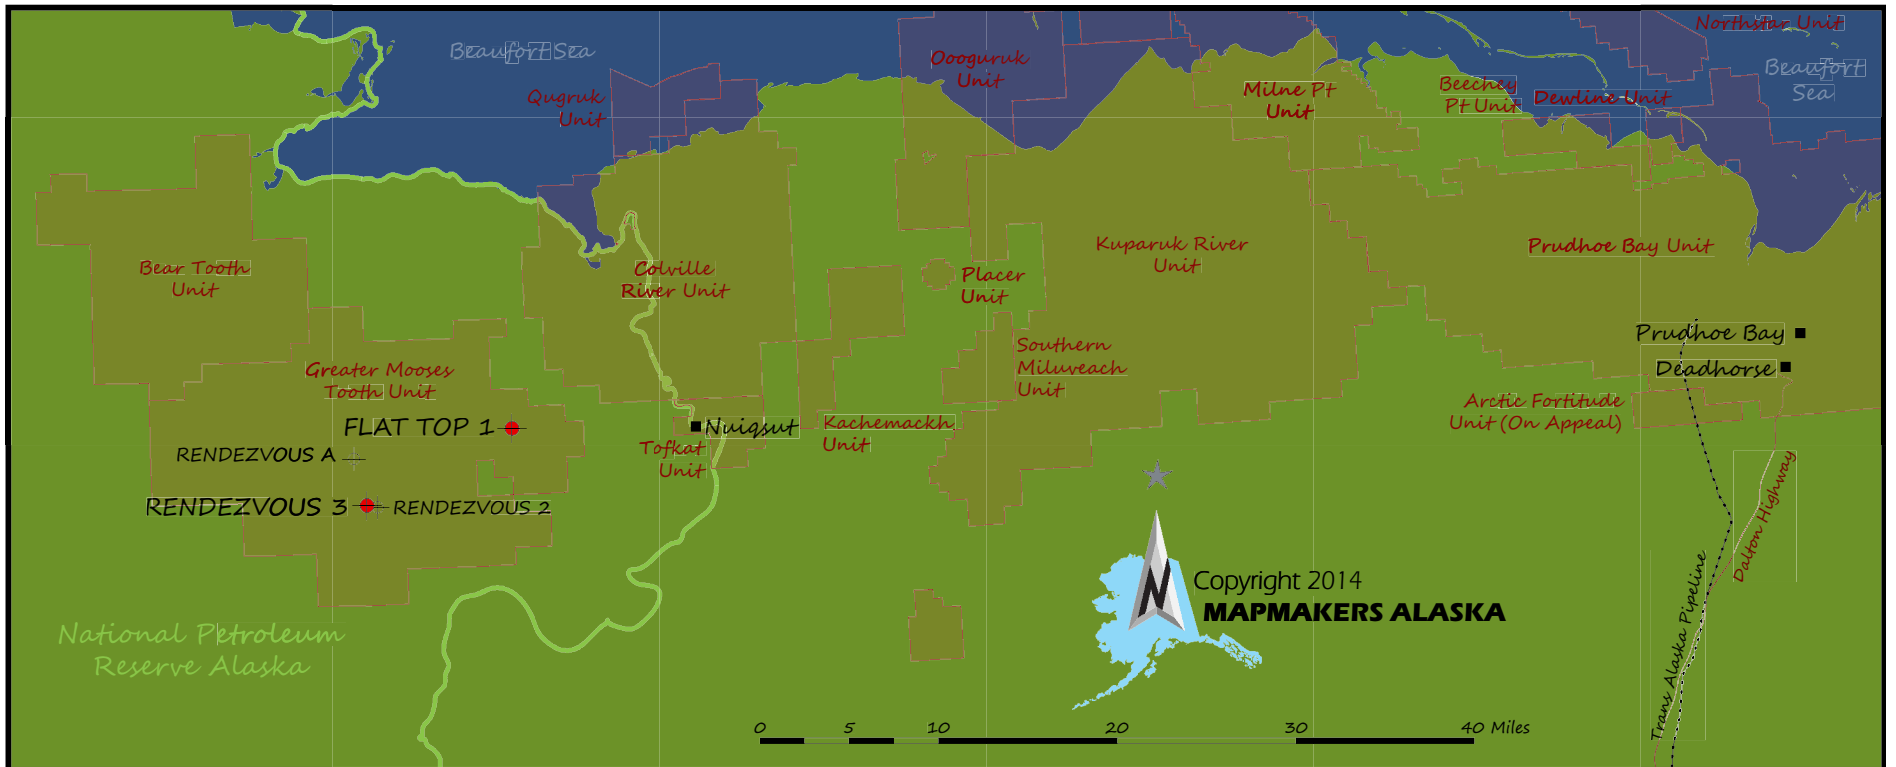 Northstar Unit
Beaufort Sea
Oooguruk
Unit
Beaufort
Sea
Qugruk
Unit
Milne Pt
Unit
Beechey
Pt Unit
Dewline Unit
Bear Tooth
Unit
Colville
River Unit
Placer
Unit
Kuparuk River
Unit
Prudhoe Bay Unit
Prudhoe Bay
Deadhorse
Greater Mooses
Tooth Unit
Southern
Miluveach
Unit
Arctic Fortitude
Unit (On Appeal)
FLAT TOP 1
Nuiqsut
Kachemackh
Unit
Tofkat
Unit
RENDEZVOUS A
RENDEZVOUS 3
RENDEZVOUS 2
Dalton Highway
Trans Alaska Pipeline
National Petroleum
Reserve Alaska
N
Copyright 2014
MAPMAKERS ALASKA
0 5 10 20 30 40 Miles